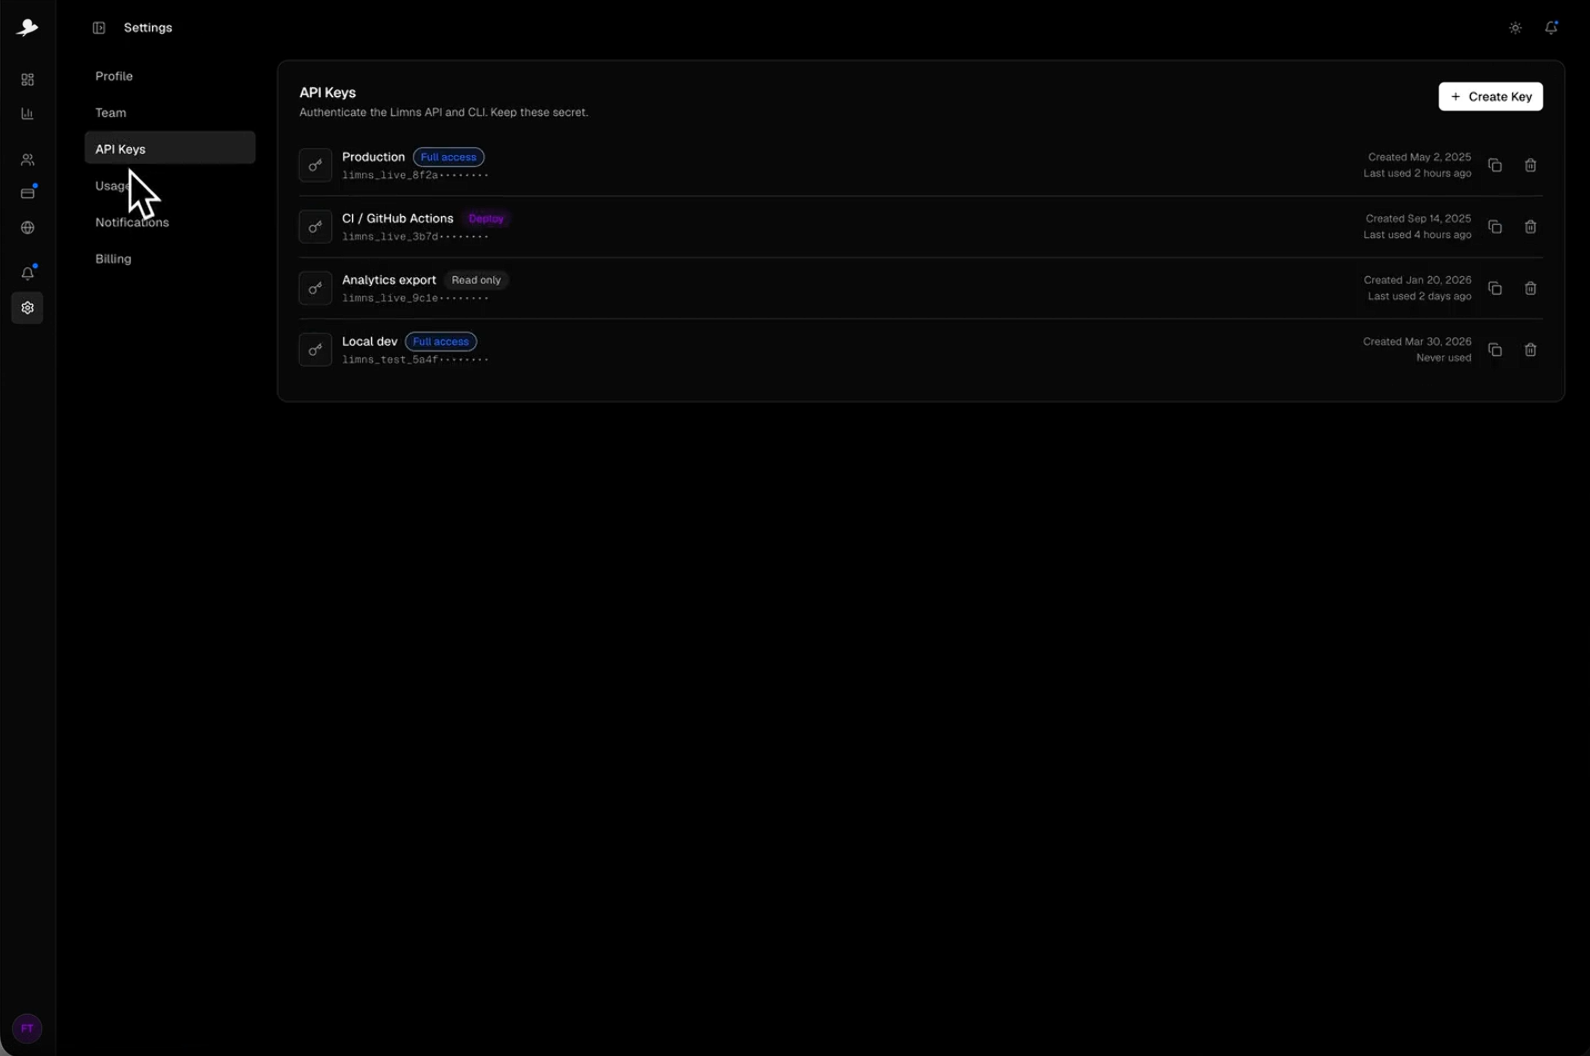 Settings
Profile
Team
API Keys
Usage
Notifications
Billing
API Keys
Authenticate the Limns API and CLI. Keep these secret.
+ Create Key
Production Full access
limns_live_8f2a••••••••
Created May 2, 2025
Last used 2 hours ago
CI / GitHub Actions Deploy
limns_live_3b7d••••••••
Created Sep 14, 2025
Last used 4 hours ago
Analytics export Read only
limns_live_9c1e••••••••
Created Jan 20, 2026
Last used 2 days ago
Local dev Full access
limns_test_5a4f••••••••
Created Mar 30, 2026
Never used
FT